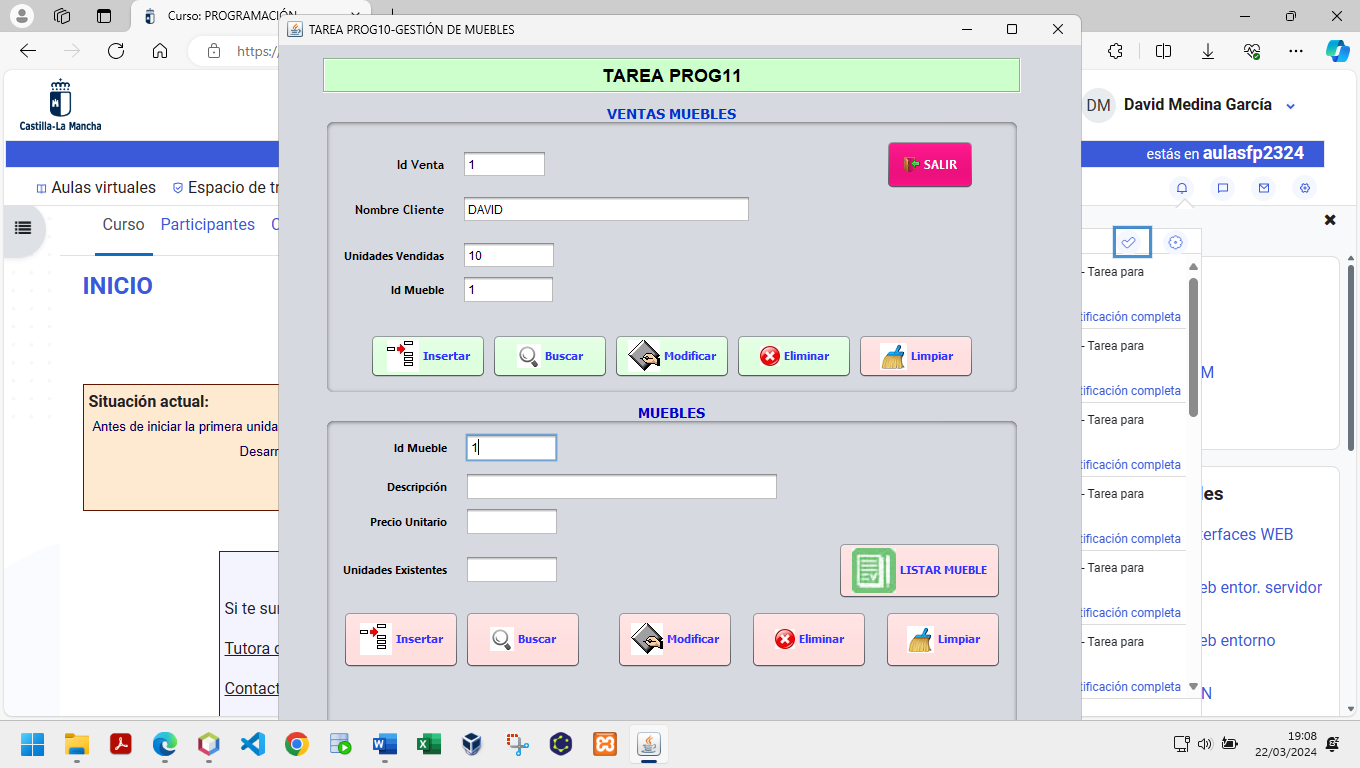 Curso: PROGRAMACIÓN
https:/
TAREA PROG10-GESTIÓN DE MUEBLES
TAREA PROG11
VENTAS MUEBLES
Id Venta 1
SALIR
Nombre Cliente DAVID
Unidades Vendidas 10
Id Mueble 1
Insertar Buscar Modificar Eliminar Limpiar
MUEBLES
Id Mueble 1
Descripción
Precio Unitario
Unidades Existentes
LISTAR MUEBLE
Insertar Buscar Modificar Eliminar Limpiar
Castilla-La Mancha
Aulas virtuales Espacio de tr
Curso Participantes C
INICIO
Situación actual:
Antes de iniciar la primera unida
Desarr
Si te sur
Tutora d
Contact
DM David Medina García
estás en aulasfp2324
- Tarea para
tificación completa
- Tarea para
tificación completa
- Tarea para
tificación completa
- Tarea para
tificación completa
- Tarea para
tificación completa
- Tarea para
tificación completa
M
les
terfaces WEB
eb entor. servidor
eb entorno
N
19:08
22/03/2024